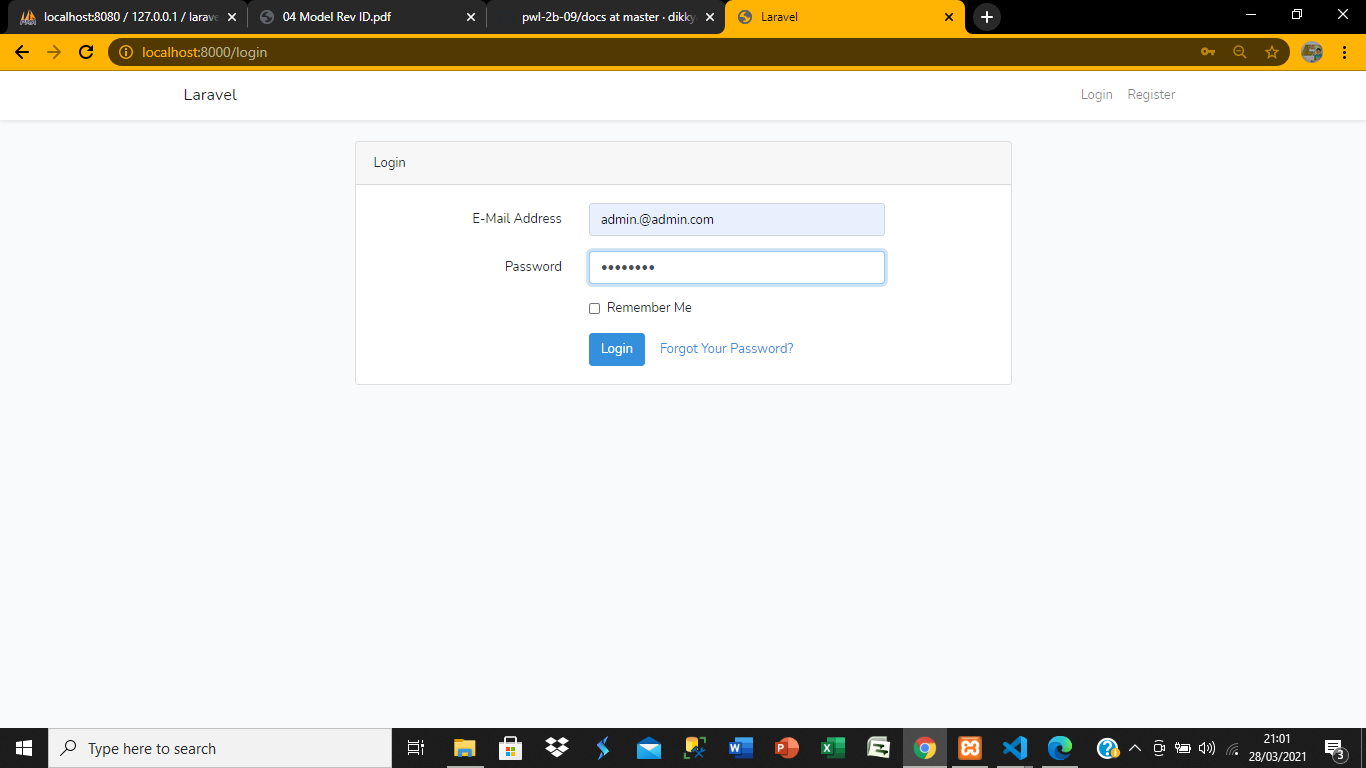 localhost:8080 / 127.0.0.1 / larave
04 Model Rev ID.pdf
pwl-2b-09/docs at master · dikky
Laravel
localhost:8000/login
Laravel
Login Register
Login
E-Mail Address admin.@admin.com
Password ••••••••
Remember Me
Login Forgot Your Password?
Type here to search
21:01
28/03/2021
3